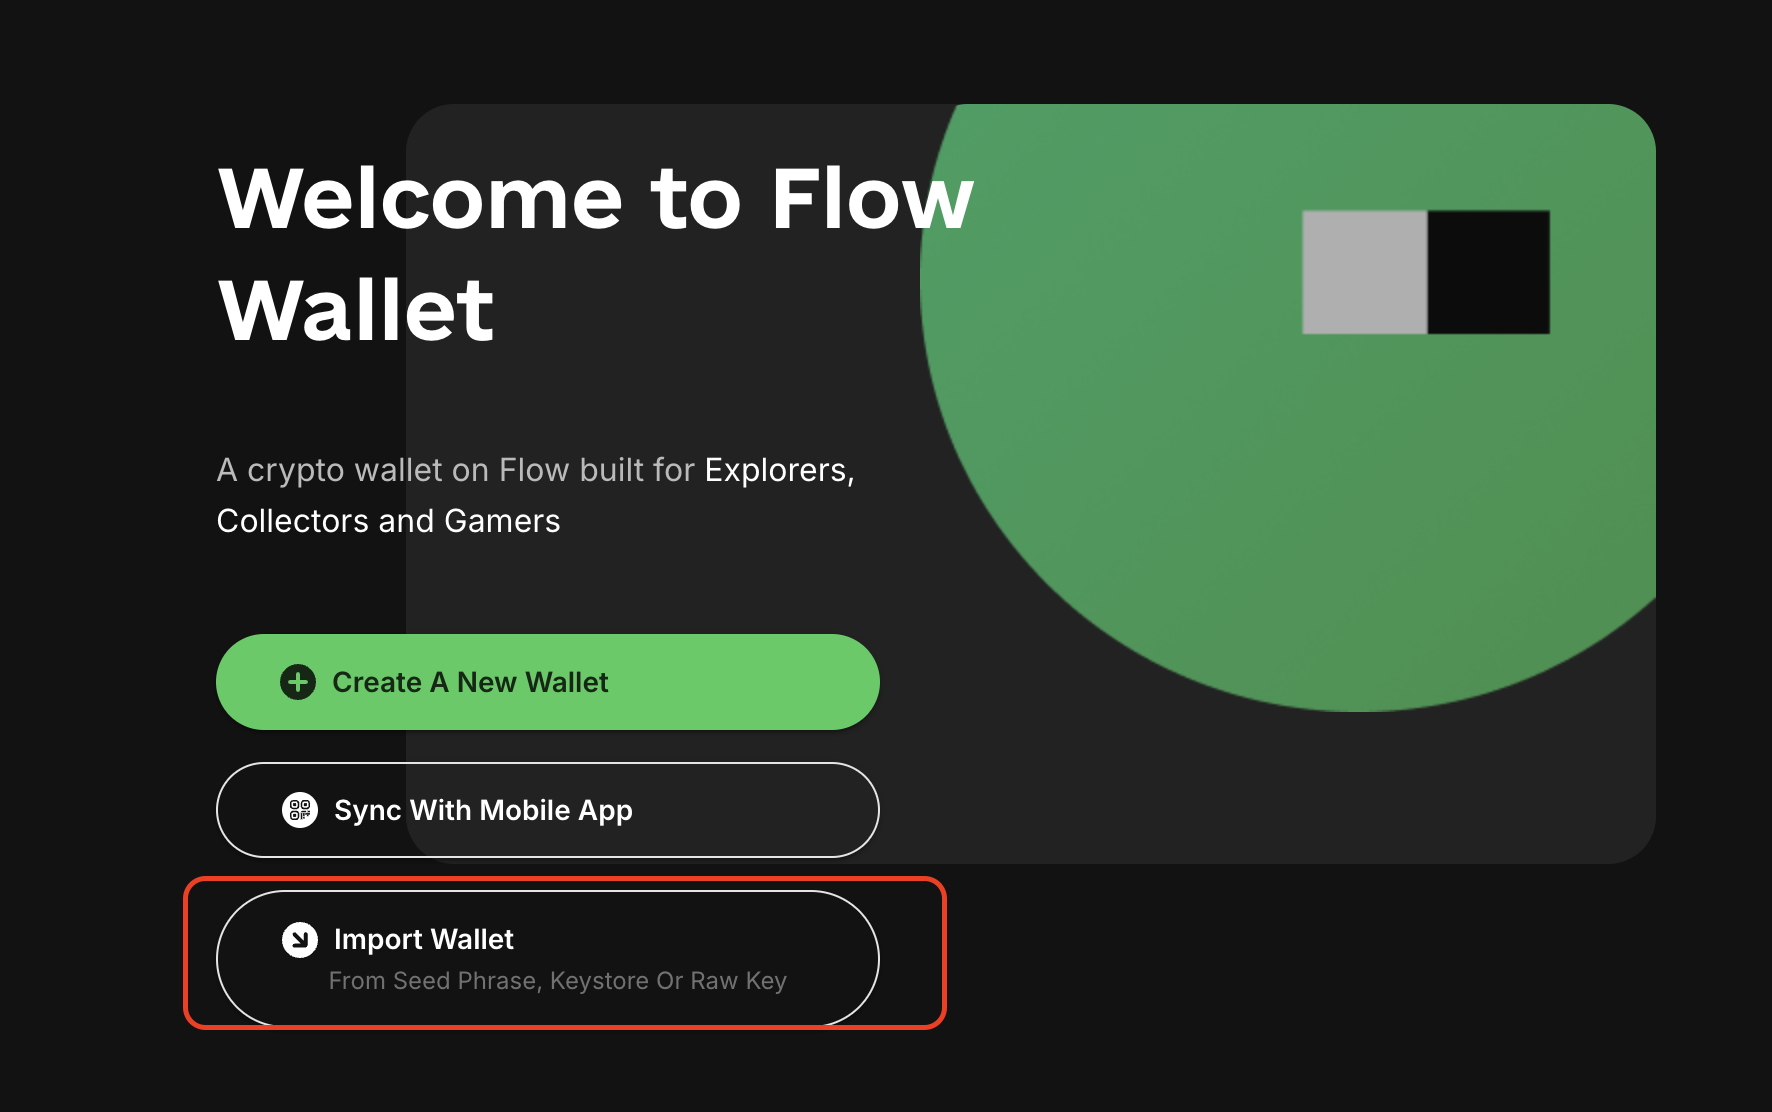 Welcome to Flow
Wallet
A crypto wallet on Flow built for Explorers,
Collectors and Gamers
Create A New Wallet
Sync With Mobile App
Import Wallet
From Seed Phrase, Keystore Or Raw Key